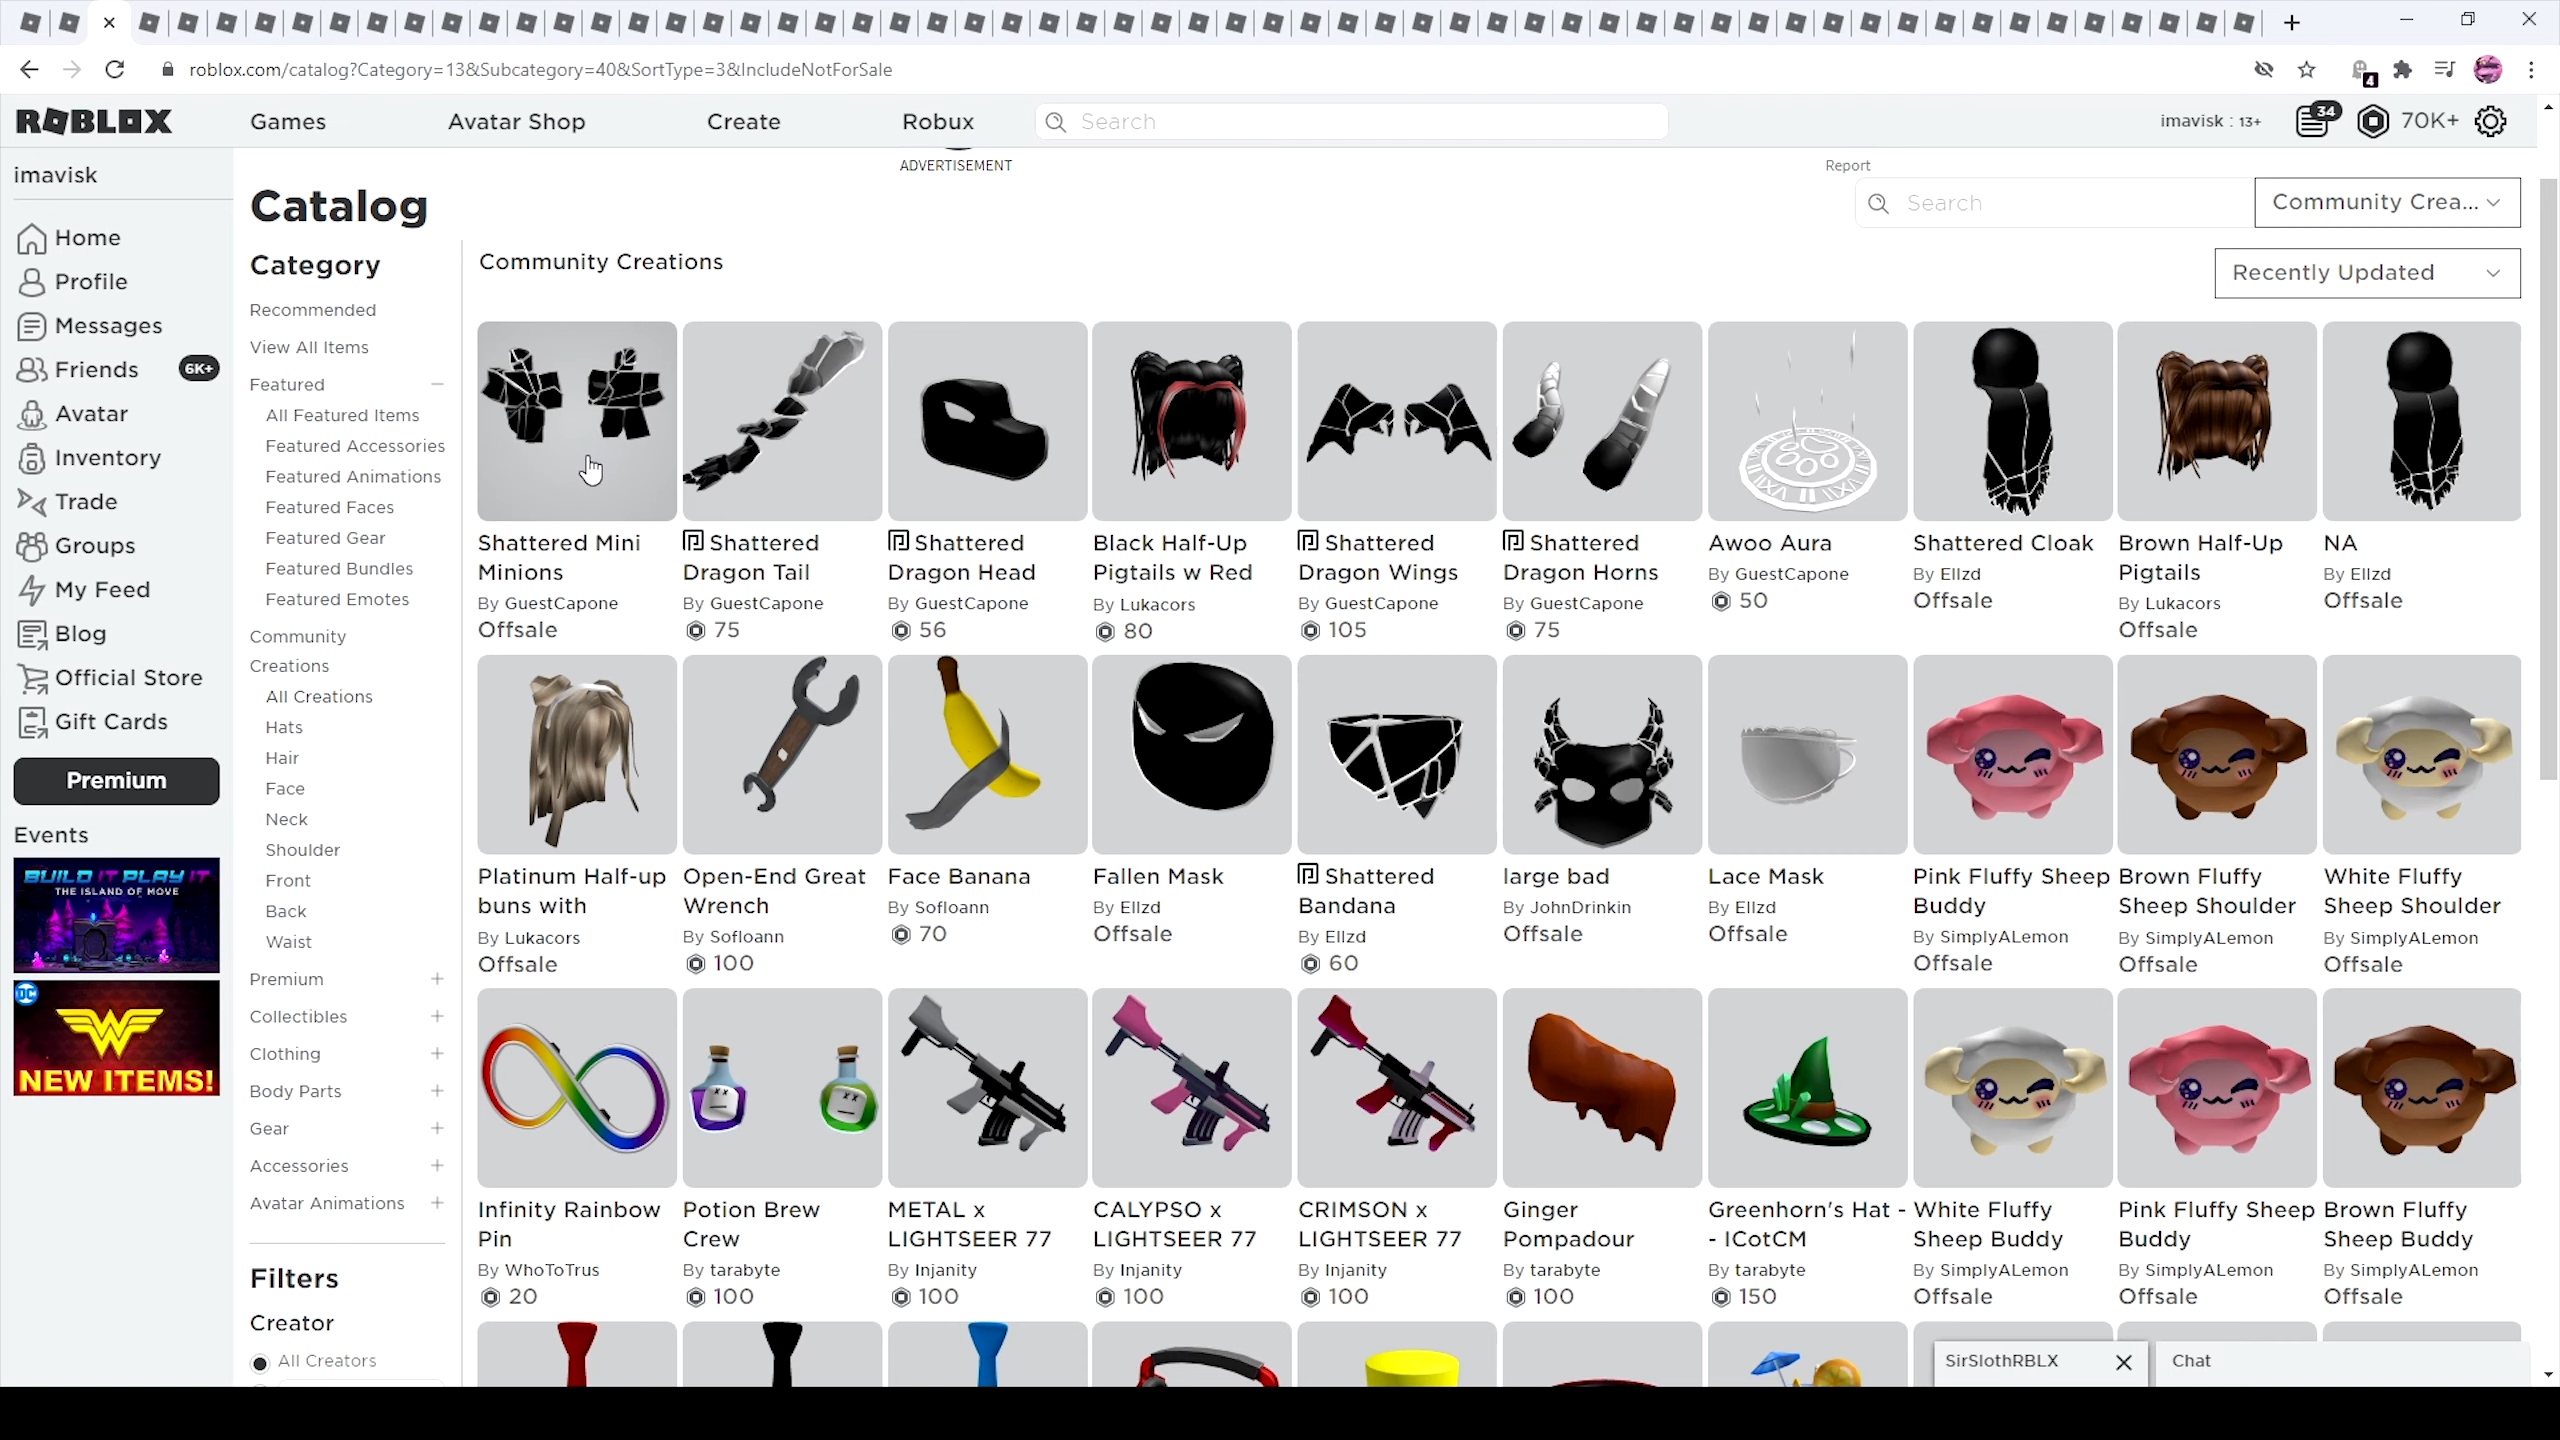 roblox.com/catalog?Category=13&Subcategory=40&SortType=3&IncludeNotForSale
4
ROBLOX
Games
Avatar Shop
Create
Robux
Search
imavisk : 13+
34
70K+
imavisk
Home
Profile
Messages
Friends
6K+
Avatar
Inventory
Trade
Groups
My Feed
Blog
Official Store
Gift Cards
Premium
Events
BUILD IT PLAY IT
THE ISLAND OF MOVE
DC
NEW ITEMS!
ADVERTISEMENT
Report
Catalog
Search
Community Crea...
Category
Recommended
View All Items
Featured
All Featured Items
Featured Accessories
Featured Animations
Featured Faces
Featured Gear
Featured Bundles
Featured Emotes
Community
Creations
All Creations
Hats
Hair
Face
Neck
Shoulder
Front
Back
Waist
Premium
Collectibles
Clothing
Body Parts
Gear
Accessories
Avatar Animations
Filters
Creator
All Creators
Community Creations
Recently Updated
Shattered Mini
Minions
By GuestCapone
Offsale
Shattered
Dragon Tail
By GuestCapone
75
Shattered
Dragon Head
By GuestCapone
56
Black Half-Up
Pigtails w Red
By Lukacors
80
Shattered
Dragon Wings
By GuestCapone
105
Shattered
Dragon Horns
By GuestCapone
75
Awoo Aura
By GuestCapone
50
Shattered Cloak
By Ellzd
Offsale
Brown Half-Up
Pigtails
By Lukacors
Offsale
NA
By Ellzd
Offsale
Platinum Half-up
buns with
By Lukacors
Offsale
Open-End Great
Wrench
By Sofloann
100
Face Banana
By Sofloann
70
Fallen Mask
By Ellzd
Offsale
Shattered
Bandana
By Ellzd
60
large bad
By JohnDrinkin
Offsale
Lace Mask
By Ellzd
Offsale
Pink Fluffy Sheep
Buddy
By SimplyALemon
Offsale
Brown Fluffy
Sheep Shoulder
By SimplyALemon
Offsale
White Fluffy
Sheep Shoulder
By SimplyALemon
Offsale
Infinity Rainbow
Pin
By WhoToTrus
20
Potion Brew
Crew
By tarabyte
100
METAL x
LIGHTSEER 77
By Injanity
100
CALYPSO x
LIGHTSEER 77
By Injanity
100
CRIMSON x
LIGHTSEER 77
By Injanity
100
Ginger
Pompadour
By tarabyte
100
Greenhorn's Hat -
- ICotCM
By tarabyte
150
White Fluffy
Sheep Buddy
By SimplyALemon
Offsale
Pink Fluffy Sheep
Buddy
By SimplyALemon
Offsale
Brown Fluffy
Sheep Buddy
By SimplyALemon
Offsale
SirSlothRBLX
Chat